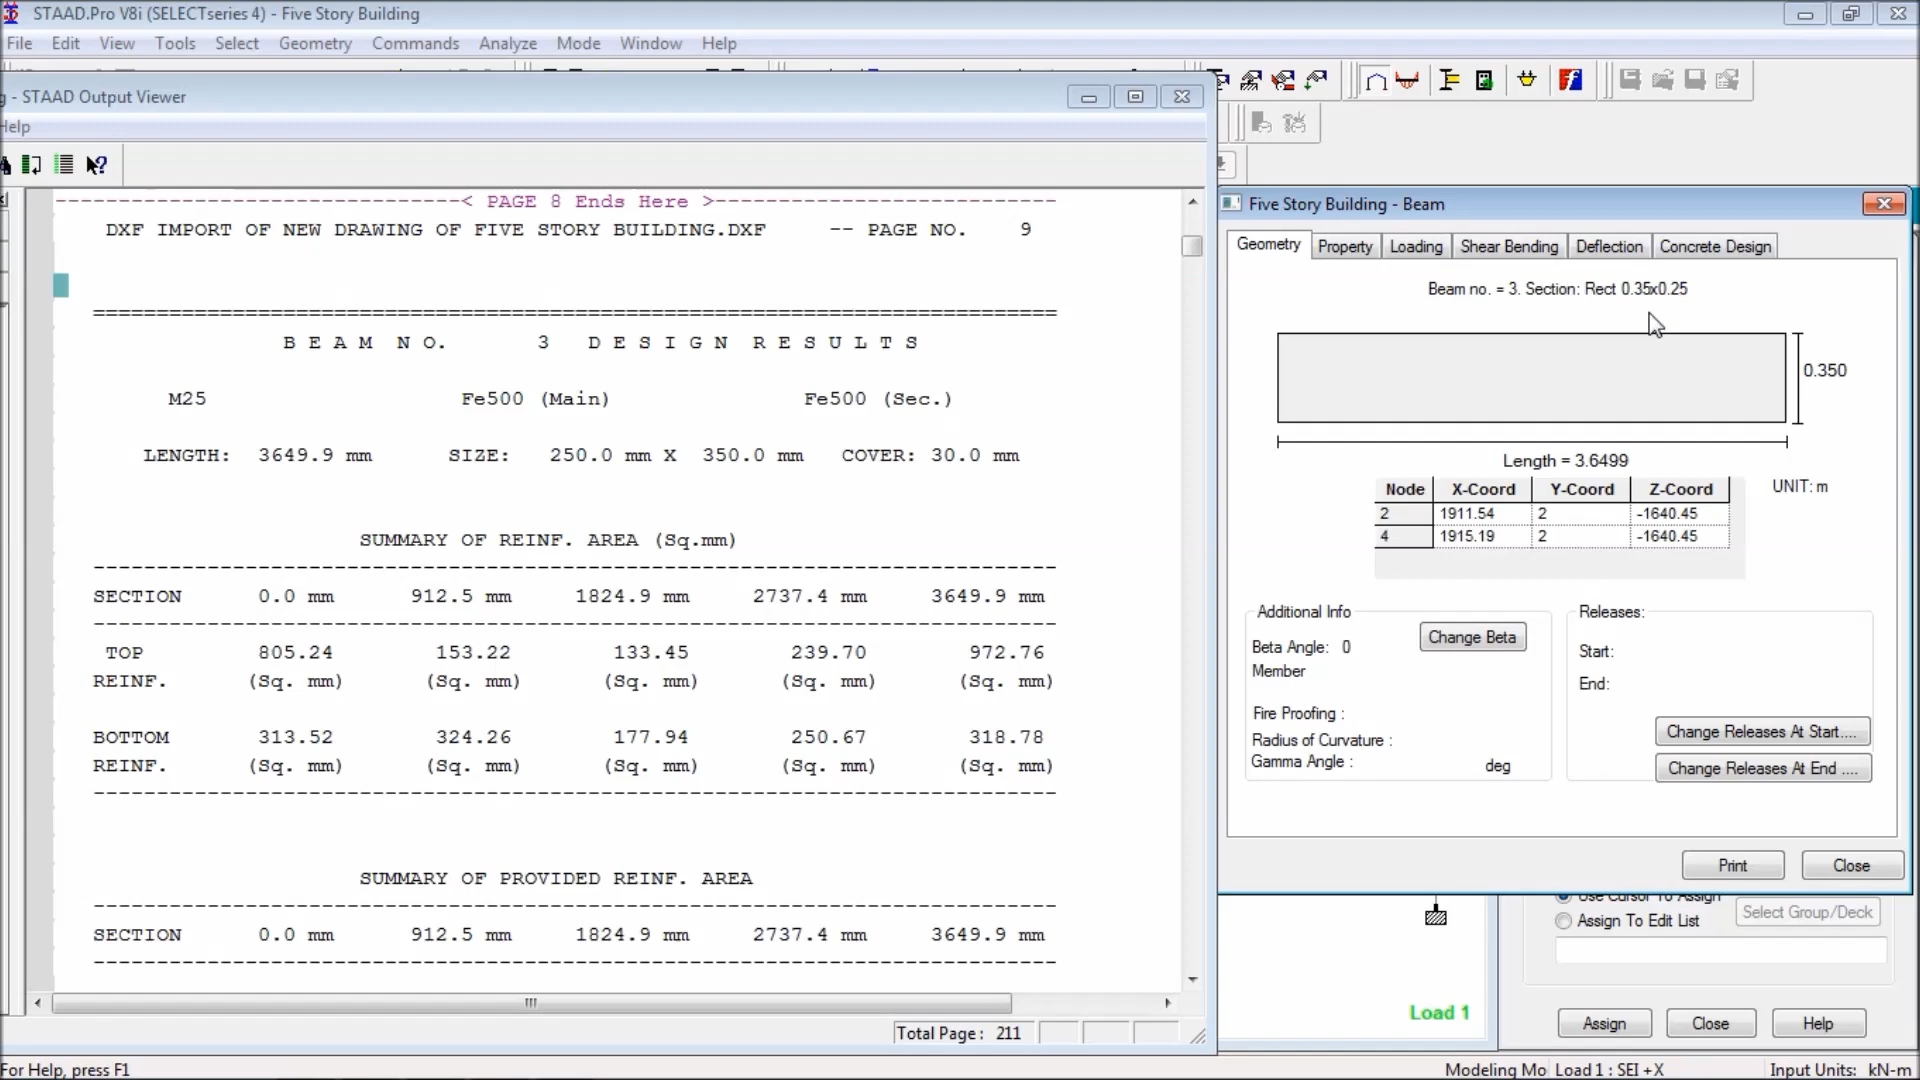 STAAD.Pro V8i (SELECTseries 4) - Five Story Building
File Edit View Tools Select Geometry Commands Analyze Mode Window Help
g - STAAD Output Viewer
Help
< PAGE 8 Ends Here >
DXF IMPORT OF NEW DRAWING OF FIVE STORY BUILDING.DXF -- PAGE NO. 9
B E A M N O. 3 D E S I G N R E S U L T S
M25 Fe500 (Main) Fe500 (Sec.)
LENGTH: 3649.9 mm SIZE: 250.0 mm X 350.0 mm COVER: 30.0 mm
SUMMARY OF REINF. AREA (Sq.mm)
SECTION 0.0 mm 912.5 mm 1824.9 mm 2737.4 mm 3649.9 mm
TOP 805.24 153.22 133.45 239.70 972.76
REINF. (Sq. mm) (Sq. mm) (Sq. mm) (Sq. mm) (Sq. mm)
BOTTOM 313.52 324.26 177.94 250.67 318.78
REINF. (Sq. mm) (Sq. mm) (Sq. mm) (Sq. mm) (Sq. mm)
SUMMARY OF PROVIDED REINF. AREA
SECTION 0.0 mm 912.5 mm 1824.9 mm 2737.4 mm 3649.9 mm
Total Page: 211
Five Story Building - Beam
Geometry Property Loading Shear Bending Deflection Concrete Design
Beam no. = 3. Section: Rect 0.35x0.25
0.350
Length = 3.6499
UNIT: m
Node X-Coord Y-Coord Z-Coord
2 1911.54 2 -1640.45
4 1915.19 2 -1640.45
Additional Info
Beta Angle: 0 Change Beta
Member
Fire Proofing :
Radius of Curvature :
Gamma Angle : deg
Releases:
Start:
End:
Change Releases At Start....
Change Releases At End ....
Print Close
Use Cursor To Assign
Assign To Edit List
Select Group/Deck
Load 1
Assign Close Help
For Help, press F1
Modeling Mo Load 1 : SEI +X Input Units: kN-m